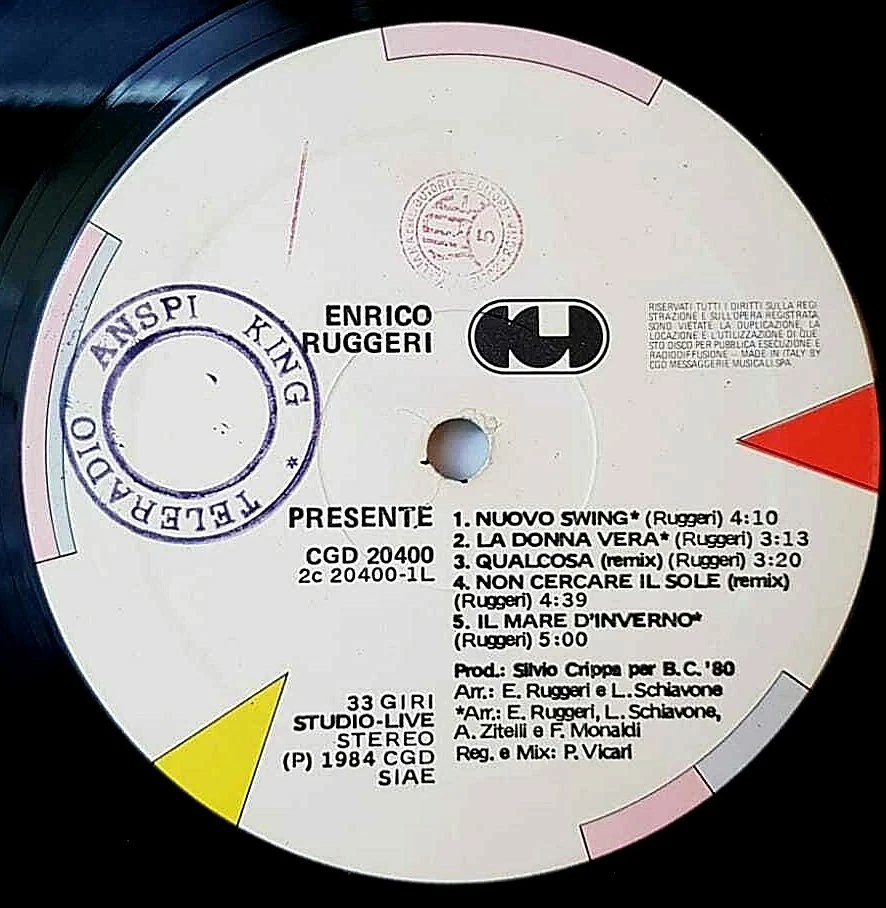 ENRICO
RUGGERI
RISERVATI TUTTI I DIRITTI SULLA REGI
STRAZIONE E SULL'OPERA REGISTRATA
SONO VIETATE LA DUPLICAZIONE, LA
LOCAZIONE E L'UTILIZZAZIONE DI QUE
STO DISCO PER PUBBLICA ESECUZIONE E
RADIODIFFUSIONE – MADE IN ITALY BY
CGD MESSAGGERIE MUSICALI SPA
TELERADIO ANSPI KING *
PRESENTE
CGD 20400
2c 20400-1L
1. NUOVO SWING* (Ruggeri) 4:10
2. LA DONNA VERA* (Ruggeri) 3:13
3. QUALCOSA (remix) (Ruggeri) 3:20
4. NON CERCARE IL SOLE (remix)
(Ruggeri) 4:39
5. IL MARE D'INVERNO*
(Ruggeri) 5:00
Prod.: Silvio Crippa per B.C. '80
Arr.: E. Ruggeri e L. Schiavone
*Arr.: E. Ruggeri, L. Schiavone,
A. Zitelli e F. Monaldi
Reg. e Mix: P. Vicari
33 GIRI
STUDIO-LIVE
STEREO
(P) 1984 CGD
SIAE